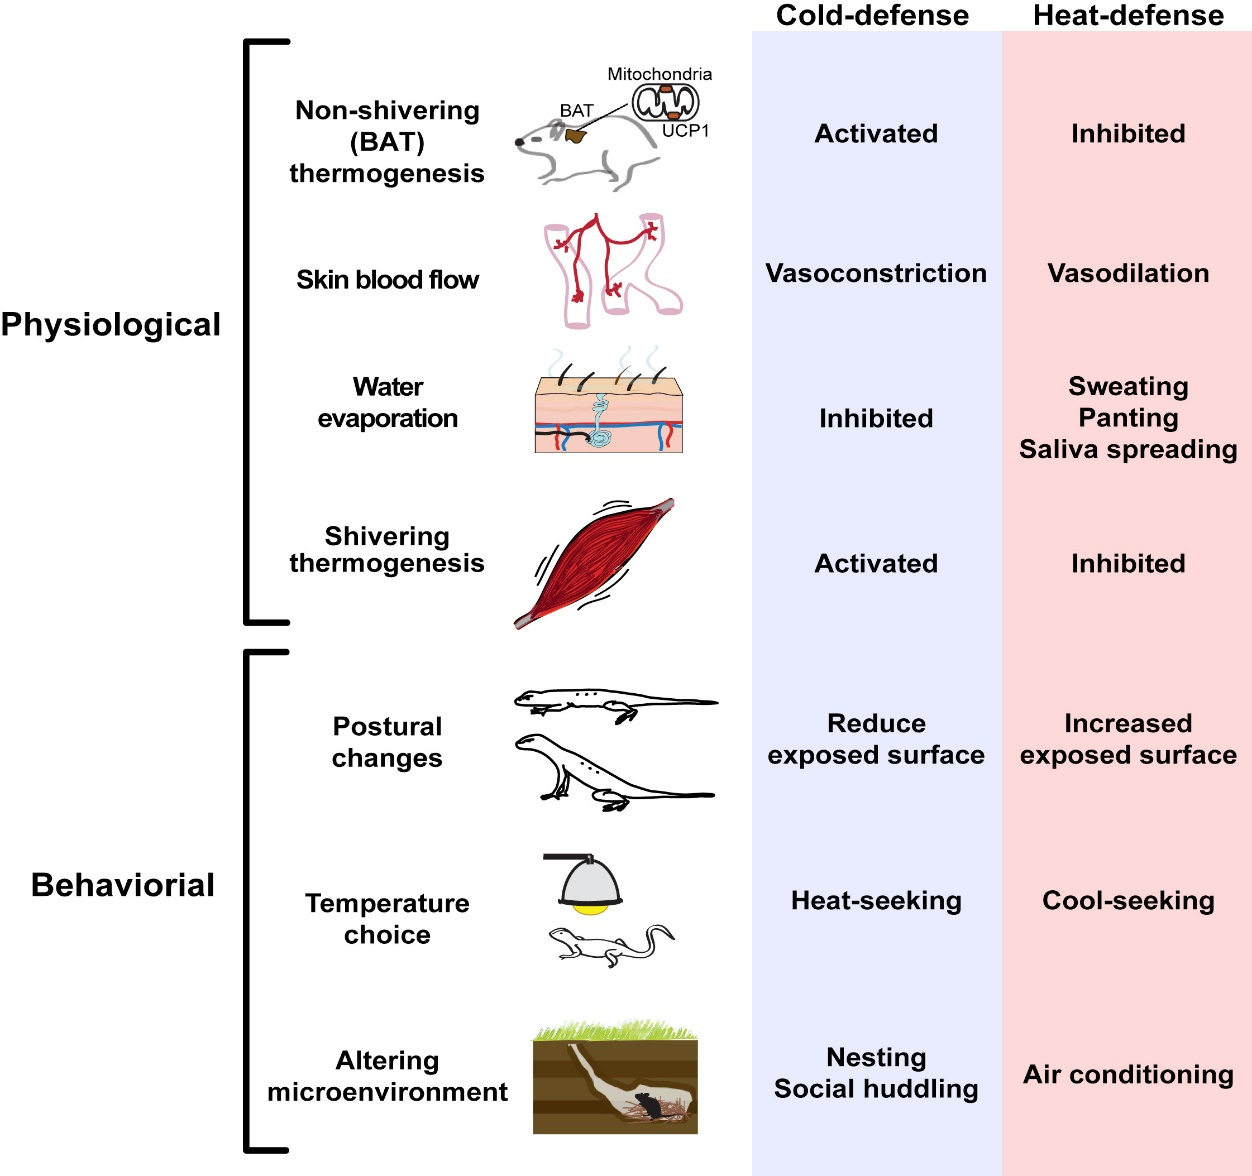 Cold-defense
Heat-defense
Physiological
Non-shivering
(BAT)
thermogenesis
Mitochondria
BAT
UCP1
Activated
Inhibited
Skin blood flow
Vasoconstriction
Vasodilation
Water
evaporation
Inhibited
Sweating
Panting
Saliva spreading
Shivering
thermogenesis
Activated
Inhibited
Behaviorial
Postural
changes
Reduce
exposed surface
Increased
exposed surface
Temperature
choice
Heat-seeking
Cool-seeking
Altering
microenvironment
Nesting
Social huddling
Air conditioning